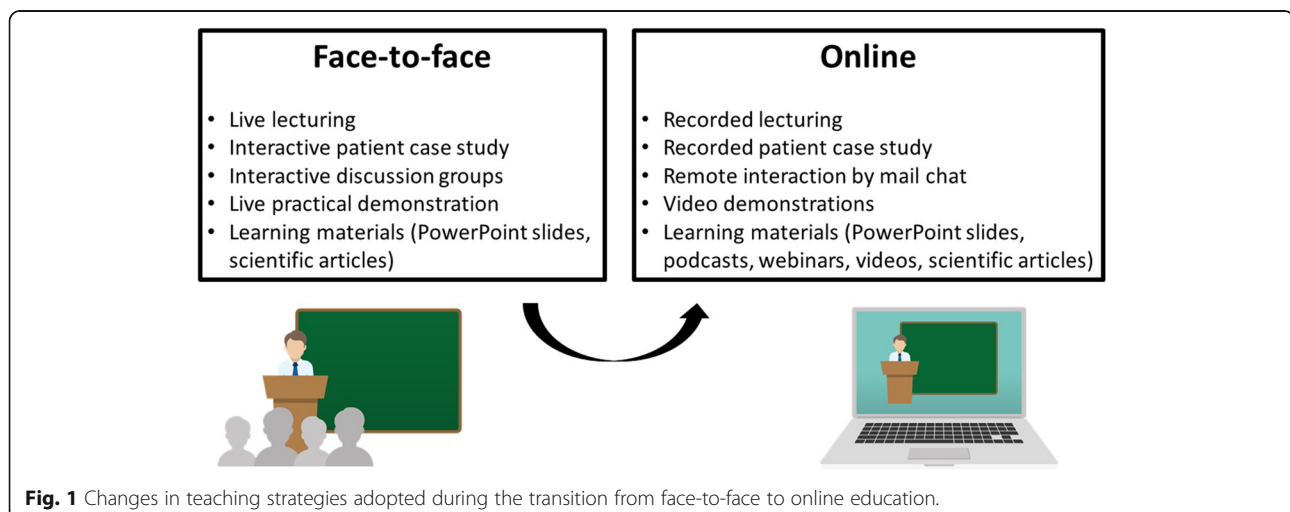 Face-to-face
• Live lecturing
• Interactive patient case study
• Interactive discussion groups
• Live practical demonstration
• Learning materials (PowerPoint slides,
scientific articles)
Online
• Recorded lecturing
• Recorded patient case study
• Remote interaction by mail chat
• Video demonstrations
• Learning materials (PowerPoint slides,
podcasts, webinars, videos, scientific articles)
Fig. 1 Changes in teaching strategies adopted during the transition from face-to-face to online education.